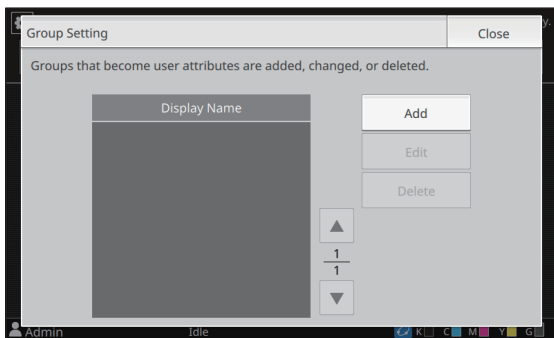 Group Setting
Close
Groups that become user attributes are added, changed, or deleted.
Display Name
Add
Edit
Delete
1
1
Admin Idle K C M Y G